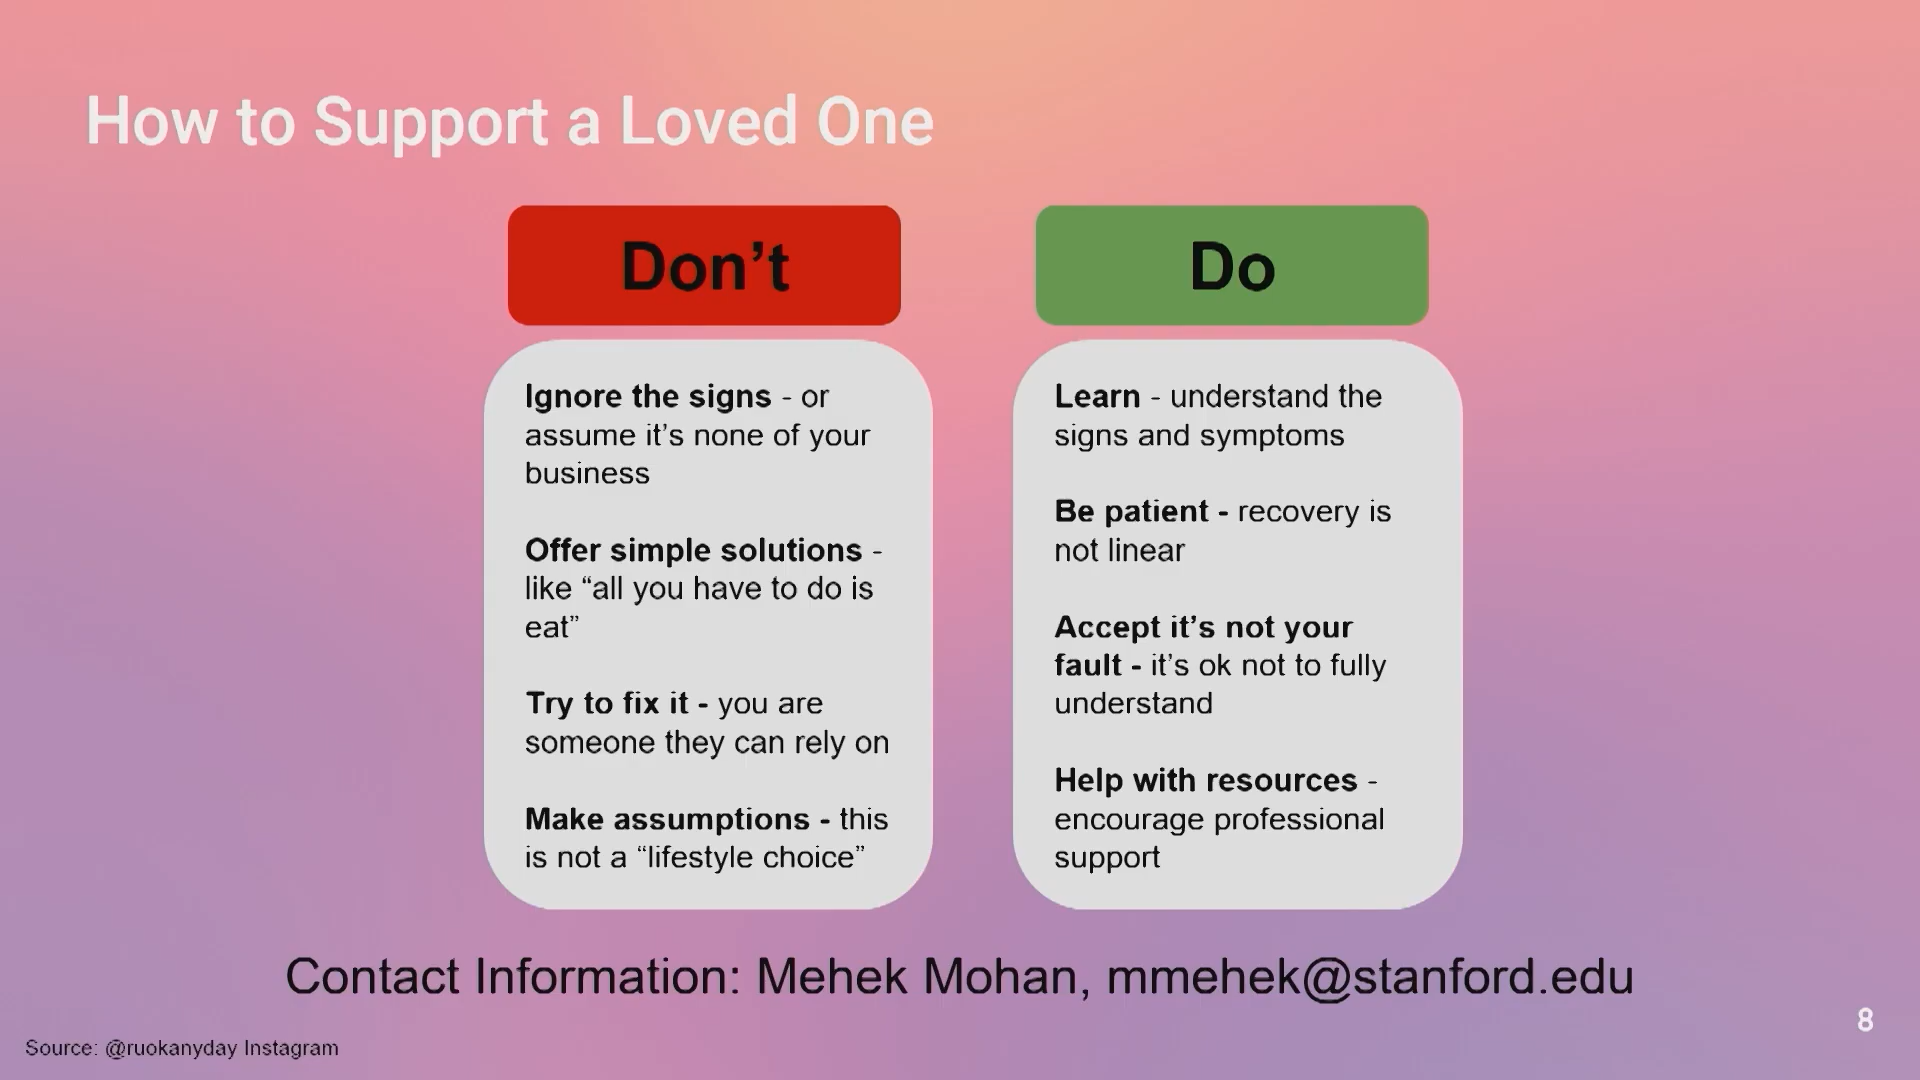 How to Support a Loved One
Don’t
Ignore the signs - or
assume it’s none of your
business
Offer simple solutions -
like “all you have to do is
eat”
Try to fix it - you are
someone they can rely on
Make assumptions - this
is not a “lifestyle choice”
Do
Learn - understand the
signs and symptoms
Be patient - recovery is
not linear
Accept it’s not your
fault - it’s ok not to fully
understand
Help with resources -
encourage professional
support
Contact Information: Mehek Mohan, mmehek@stanford.edu
8
Source: @ruokanyday Instagram